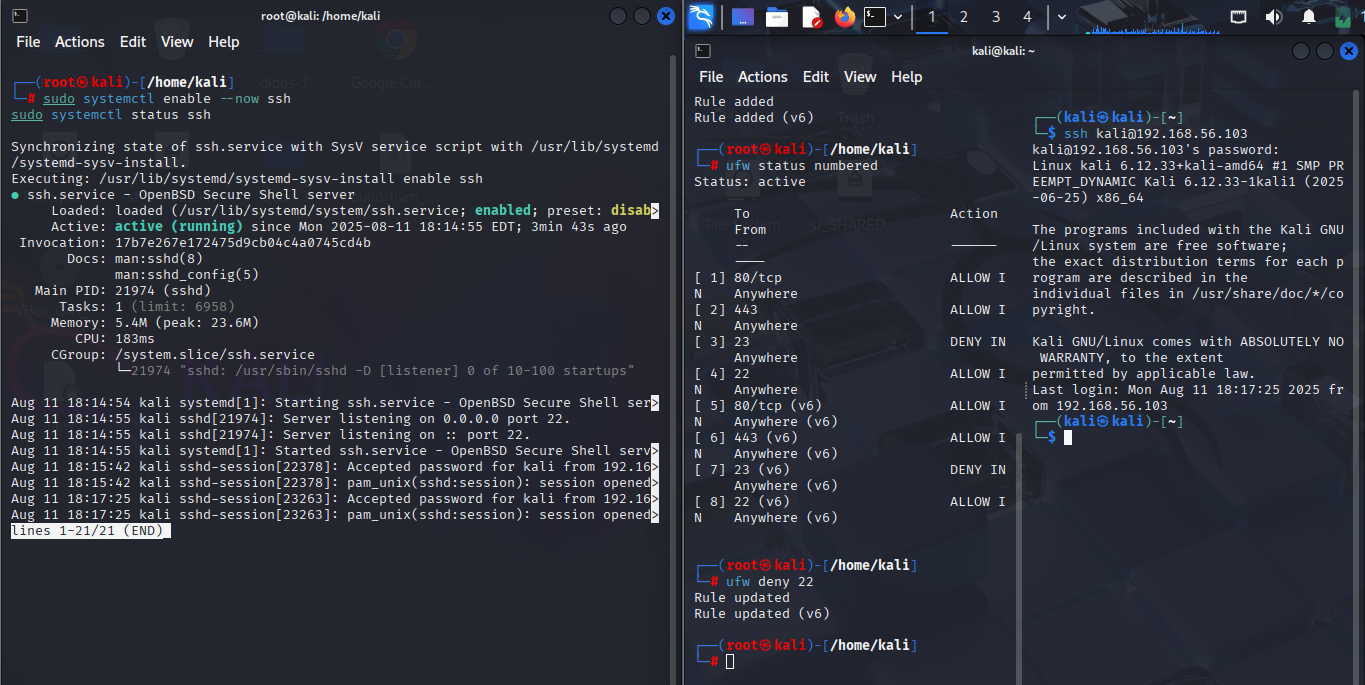 root@kali: /home/kali
File Actions Edit View Help
┌──(root㉿kali)-[/home/kali]
└─# sudo systemctl enable --now ssh
sudo systemctl status ssh
Synchronizing state of ssh.service with SysV service script with /usr/lib/systemd
/systemd-sysv-install.
Executing: /usr/lib/systemd/systemd-sysv-install enable ssh
● ssh.service - OpenBSD Secure Shell server
Loaded: loaded (/usr/lib/systemd/system/ssh.service; enabled; preset: disab>
Active: active (running) since Mon 2025-08-11 18:14:55 EDT; 3min 43s ago
Invocation: 17b7e267e172475d9cb04c4a0745cd4b
Docs: man:sshd(8)
man:sshd_config(5)
Main PID: 21974 (sshd)
Tasks: 1 (limit: 6958)
Memory: 5.4M (peak: 23.6M)
CPU: 183ms
CGroup: /system.slice/ssh.service
└─21974 "sshd: /usr/sbin/sshd -D [listener] 0 of 10-100 startups"
Aug 11 18:14:54 kali systemd[1]: Starting ssh.service - OpenBSD Secure Shell ser>
Aug 11 18:14:55 kali sshd[21974]: Server listening on 0.0.0.0 port 22.
Aug 11 18:14:55 kali sshd[21974]: Server listening on :: port 22.
Aug 11 18:14:55 kali systemd[1]: Started ssh.service - OpenBSD Secure Shell serv>
Aug 11 18:15:42 kali sshd-session[22378]: Accepted password for kali from 192.16>
Aug 11 18:15:42 kali sshd-session[22378]: pam_unix(sshd:session): session opened>
Aug 11 18:17:25 kali sshd-session[23263]: Accepted password for kali from 192.16>
Aug 11 18:17:25 kali sshd-session[23263]: pam_unix(sshd:session): session opened>
lines 1-21/21 (END)
1 2 3 4
kali@kali: ~
File Actions Edit View Help
Rule added
Rule added (v6)
┌──(root㉿kali)-[/home/kali]
└─# ufw status numbered
Status: active
To Action
From
-- ------
----
[ 1] 80/tcp ALLOW I
N Anywhere
[ 2] 443 ALLOW I
N Anywhere
[ 3] 23 DENY IN
Anywhere
[ 4] 22 ALLOW I
N Anywhere
[ 5] 80/tcp (v6) ALLOW I
N Anywhere (v6)
[ 6] 443 (v6) ALLOW I
N Anywhere (v6)
[ 7] 23 (v6) DENY IN
Anywhere (v6)
[ 8] 22 (v6) ALLOW I
N Anywhere (v6)
┌──(root㉿kali)-[/home/kali]
└─# ufw deny 22
Rule updated
Rule updated (v6)
┌──(root㉿kali)-[/home/kali]
└─#
┌──(kali㉿kali)-[~]
└─$ ssh kali@192.168.56.103
kali@192.168.56.103's password:
Linux kali 6.12.33+kali-amd64 #1 SMP PR
EEMPT_DYNAMIC Kali 6.12.33-1kali1 (2025
-06-25) x86_64
The programs included with the Kali GNU
/Linux system are free software;
the exact distribution terms for each p
rogram are described in the
individual files in /usr/share/doc/*/co
pyright.
Kali GNU/Linux comes with ABSOLUTELY NO
WARRANTY, to the extent
permitted by applicable law.
Last login: Mon Aug 11 18:17:25 2025 fr
om 192.168.56.103
┌──(kali㉿kali)-[~]
└─$